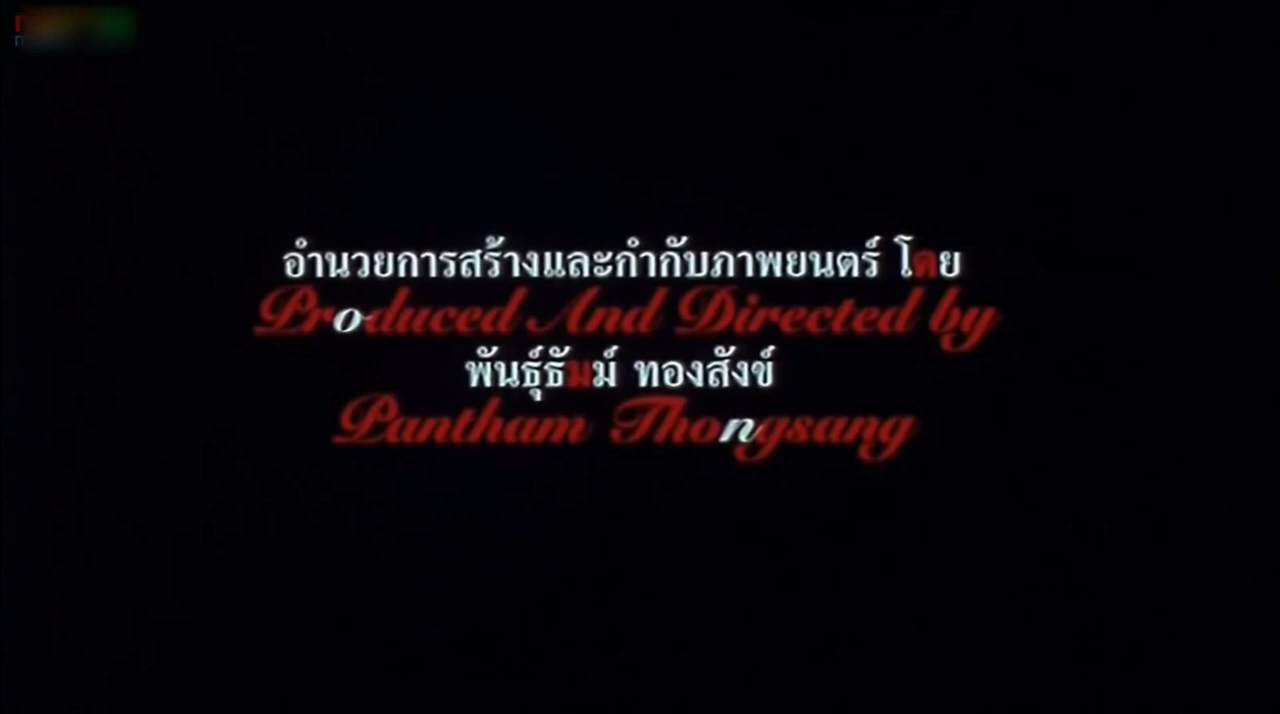 อำนวยการสร้างและกำกับภาพยนตร์ โดย
Produced And Directed by
พันธุ์ธัมม์ ทองสังข์
Pantham Thongsang